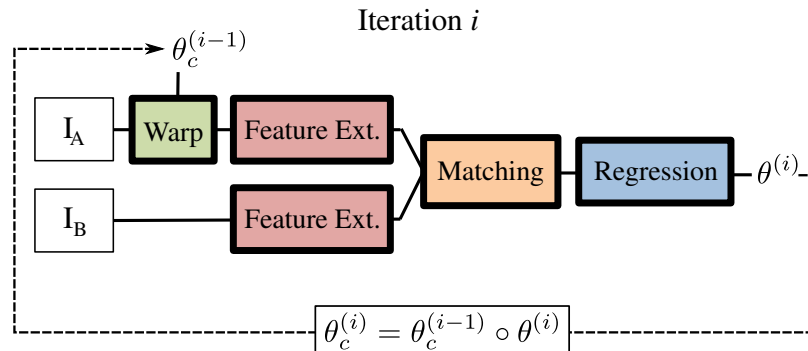 Iteration i
θ_c^{(i−1)}
I_A
Warp
Feature Ext.
Matching
Regression
θ^{(i)}
I_B
Feature Ext.
θ_c^{(i)} = θ_c^{(i−1)} ∘ θ^{(i)}